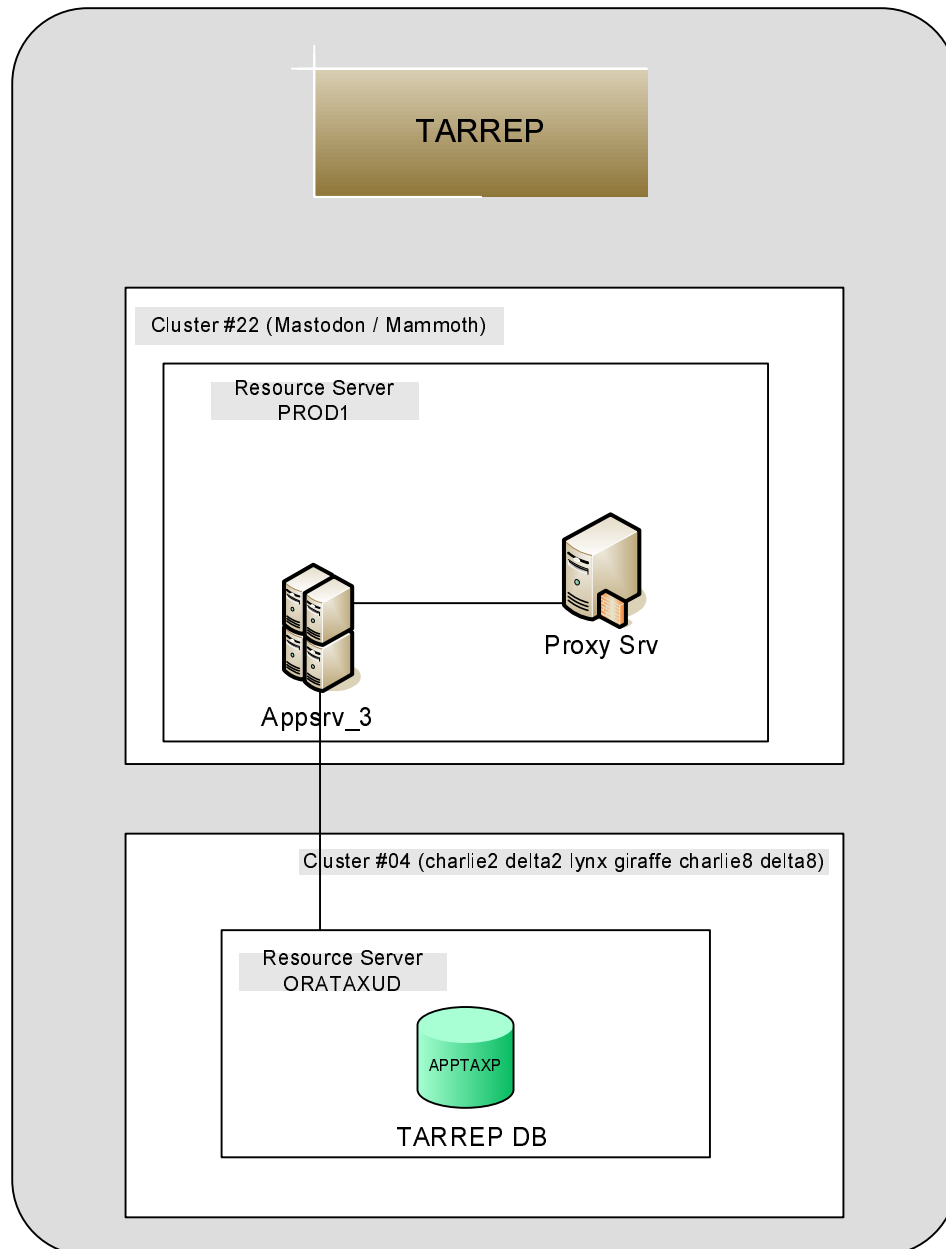 TARREP
Cluster #22 (Mastodon / Mammoth)
Resource Server
PROD1
Proxy Srv
Appsrv_3
Cluster #04 (charlie2 delta2 lynx giraffe charlie8 delta8)
Resource Server
ORATAXUD
APPTAXP
TARREP DB